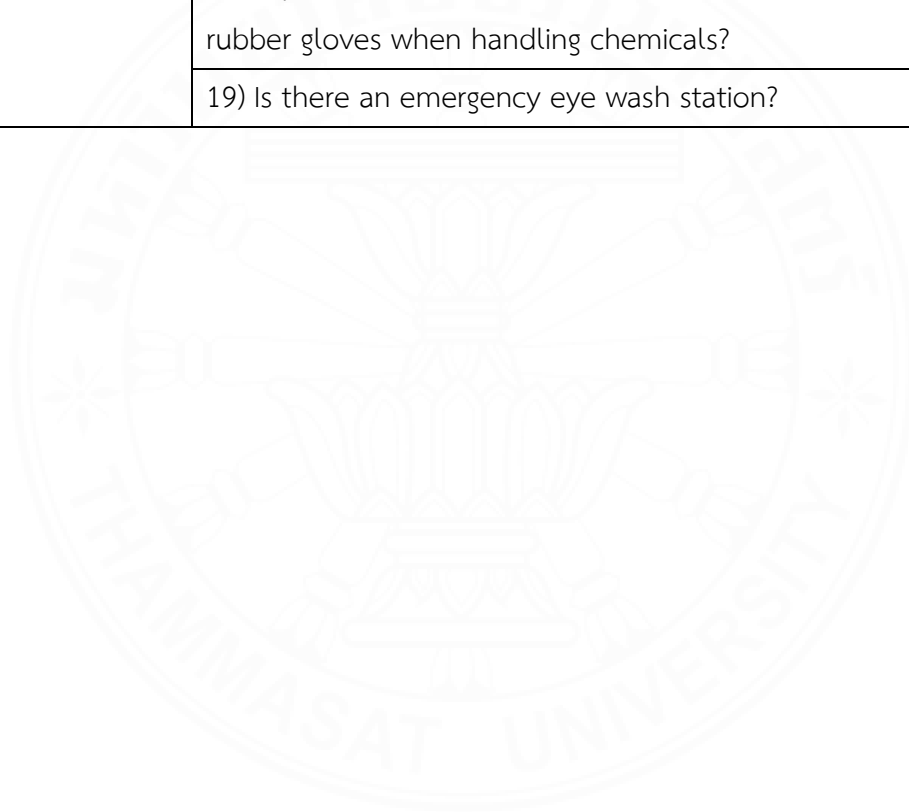 rubber gloves when handling chemicals?
19) Is there an emergency eye wash station?
THAMMASAT UNIVERSITY